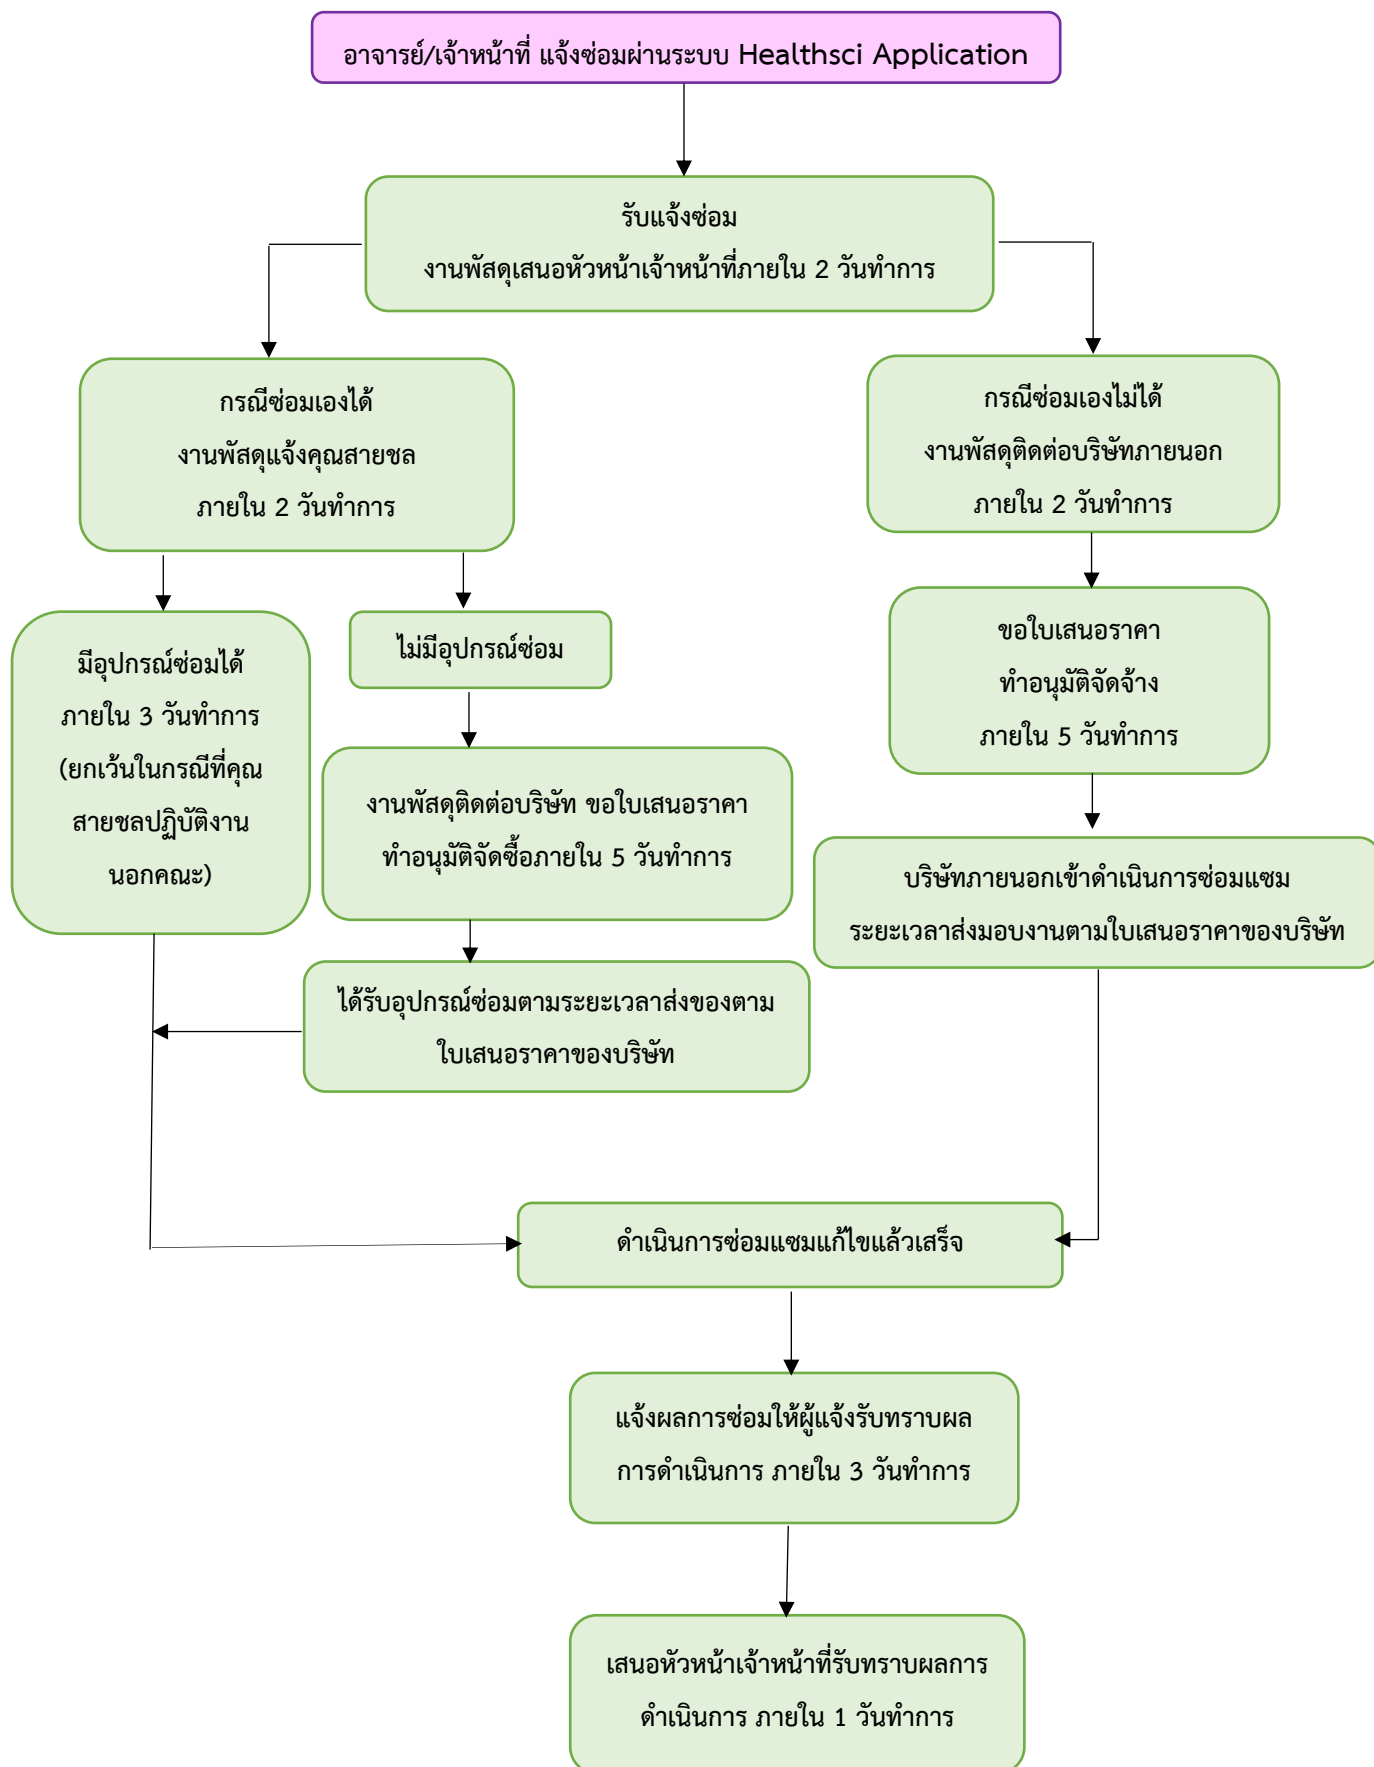 อาจารย์/เจ้าหน้าที่ แจ้งซ่อมผ่านระบบ Healthsci Application
รับแจ้งซ่อม
งานพัสดุเสนอหัวหน้าเจ้าหน้าที่ภายใน 2 วันทำการ
กรณีซ่อมเองได้
งานพัสดุแจ้งคุณสายชล
ภายใน 2 วันทำการ
กรณีซ่อมเองไม่ได้
งานพัสดุติดต่อบริษัทภายนอก
ภายใน 2 วันทำการ
มีอุปกรณ์ซ่อมได้
ภายใน 3 วันทำการ
(ยกเว้นในกรณีที่คุณ
สายชลปฏิบัติงาน
นอกคณะ)
ไม่มีอุปกรณ์ซ่อม
ขอใบเสนอราคา
ทำอนุมัติจัดจ้าง
ภายใน 5 วันทำการ
งานพัสดุติดต่อบริษัท ขอใบเสนอราคา
ทำอนุมัติจัดซื้อภายใน 5 วันทำการ
บริษัทภายนอกเข้าดำเนินการซ่อมแซม
ระยะเวลาส่งมอบงานตามใบเสนอราคาของบริษัท
ได้รับอุปกรณ์ซ่อมตามระยะเวลาส่งของตาม
ใบเสนอราคาของบริษัท
ดำเนินการซ่อมแซมแก้ไขแล้วเสร็จ
แจ้งผลการซ่อมให้ผู้แจ้งรับทราบผล
การดำเนินการ ภายใน 3 วันทำการ
เสนอหัวหน้าเจ้าหน้าที่รับทราบผลการ
ดำเนินการ ภายใน 1 วันทำการ